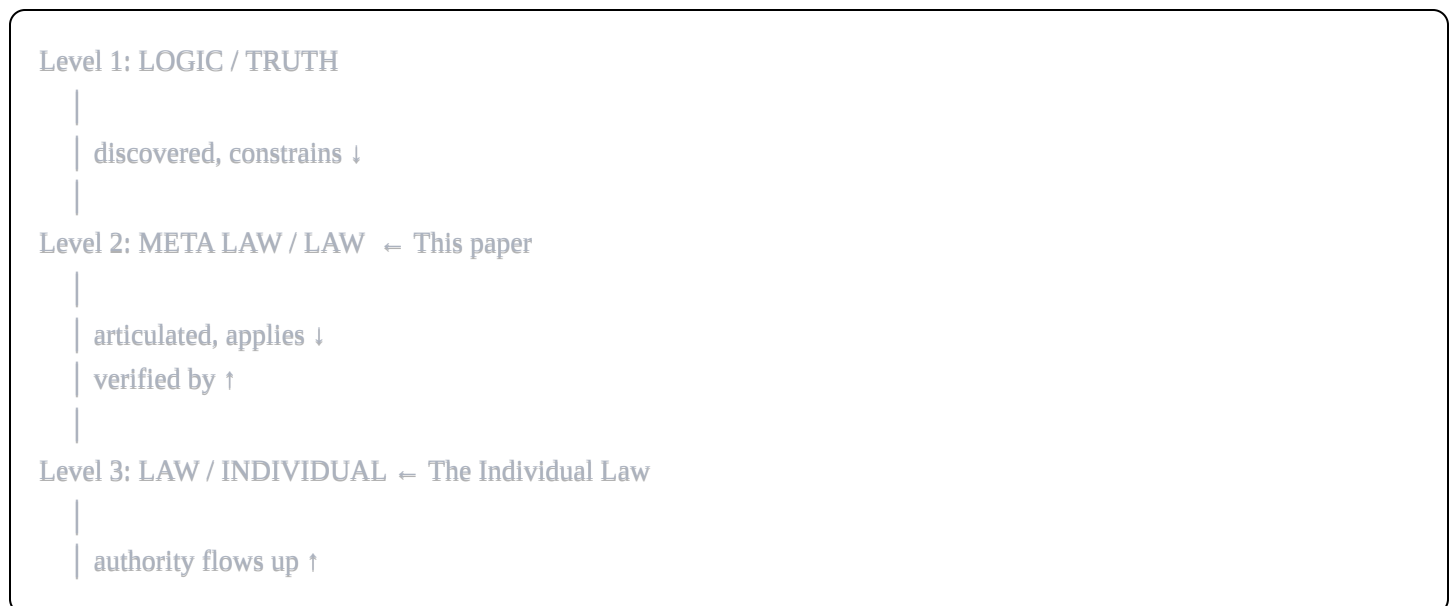 Level 1: LOGIC / TRUTH
│
│ discovered, constrains ↓
│
Level 2: META LAW / LAW ← This paper
│
│ articulated, applies ↓
│ verified by ↑
│
Level 3: LAW / INDIVIDUAL ← The Individual Law
│
│ authority flows up ↑